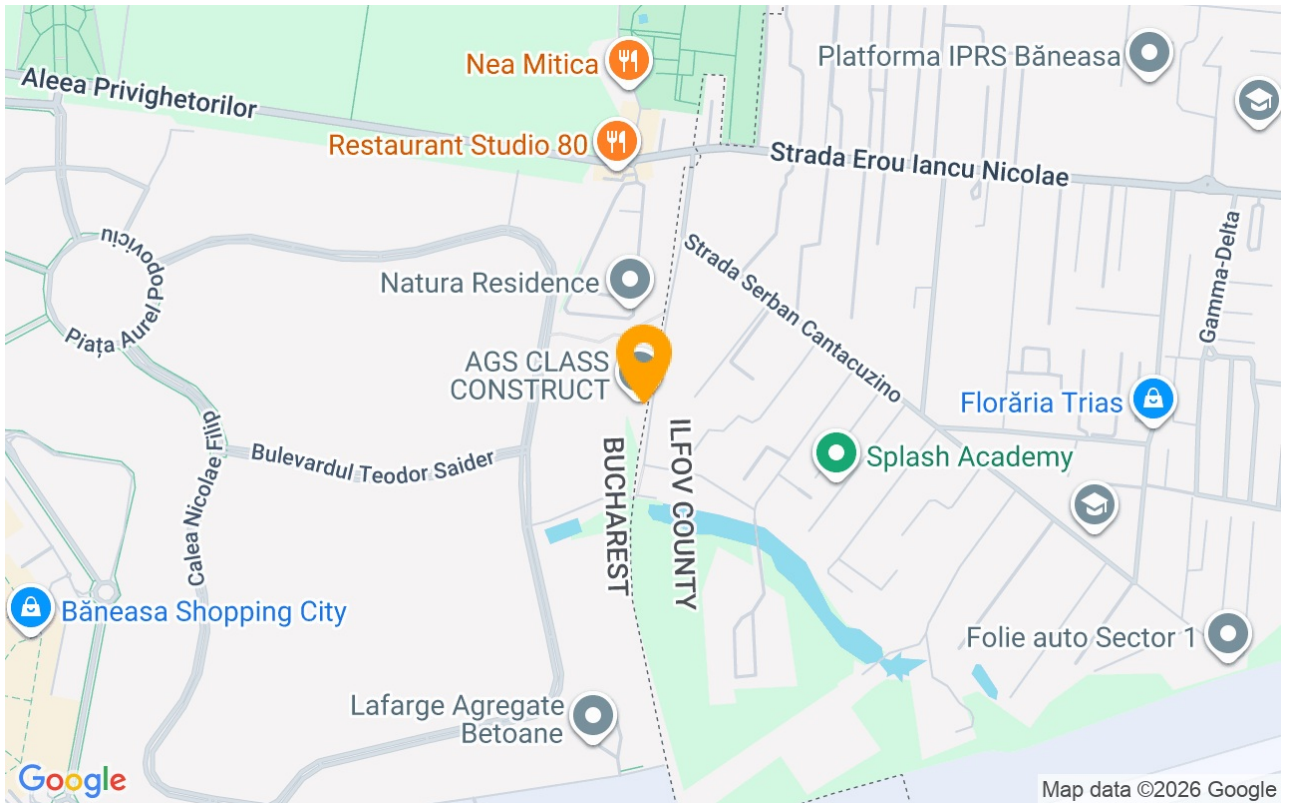 Nea Mitica
Platforma IPRS Băneasa
Aleea Privighetorilor
Restaurant Studio 80
Strada Erou Iancu Nicolae
Piața Aurel Popoviciu
Natura Residence
Strada Serban Cantacuzino
Gamma-Delta
AGS CLASS
CONSTRUCT
Florăria Trias
Calea Nicolae Filip
Bulevardul Teodor Saider
BUCHAREST
ILFOV COUNTY
Splash Academy
Băneasa Shopping City
Folie auto Sector 1
Lafarge Agregate
Betoane
Google
Map data ©2026 Google